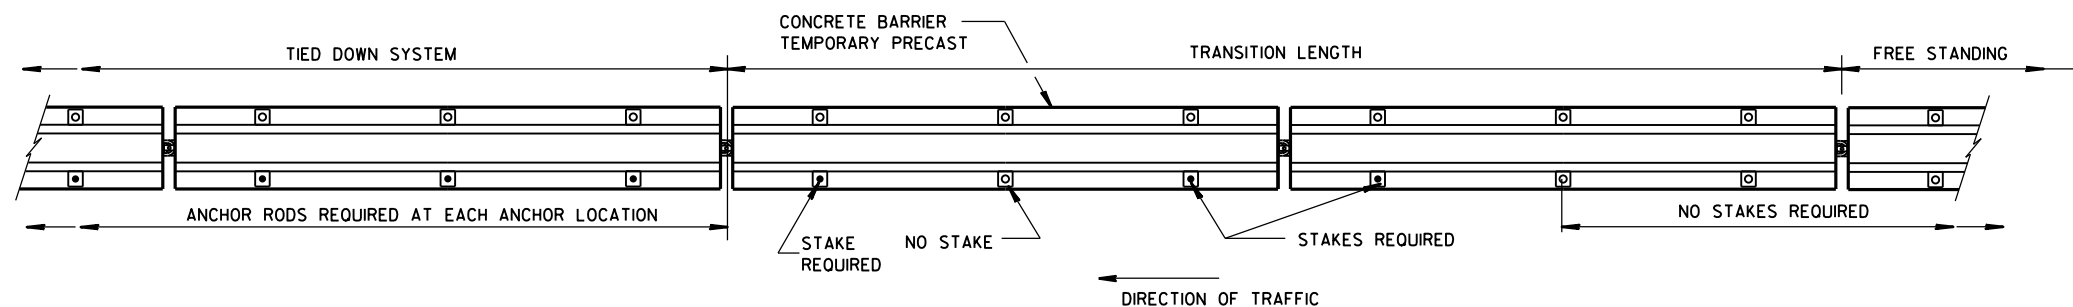 CONCRETE BARRIER
TEMPORARY PRECAST
TIED DOWN SYSTEM
TRANSITION LENGTH
FREE STANDING
ANCHOR RODS REQUIRED AT EACH ANCHOR LOCATION
STAKE
REQUIRED
NO STAKE
STAKES REQUIRED
NO STAKES REQUIRED
DIRECTION OF TRAFFIC